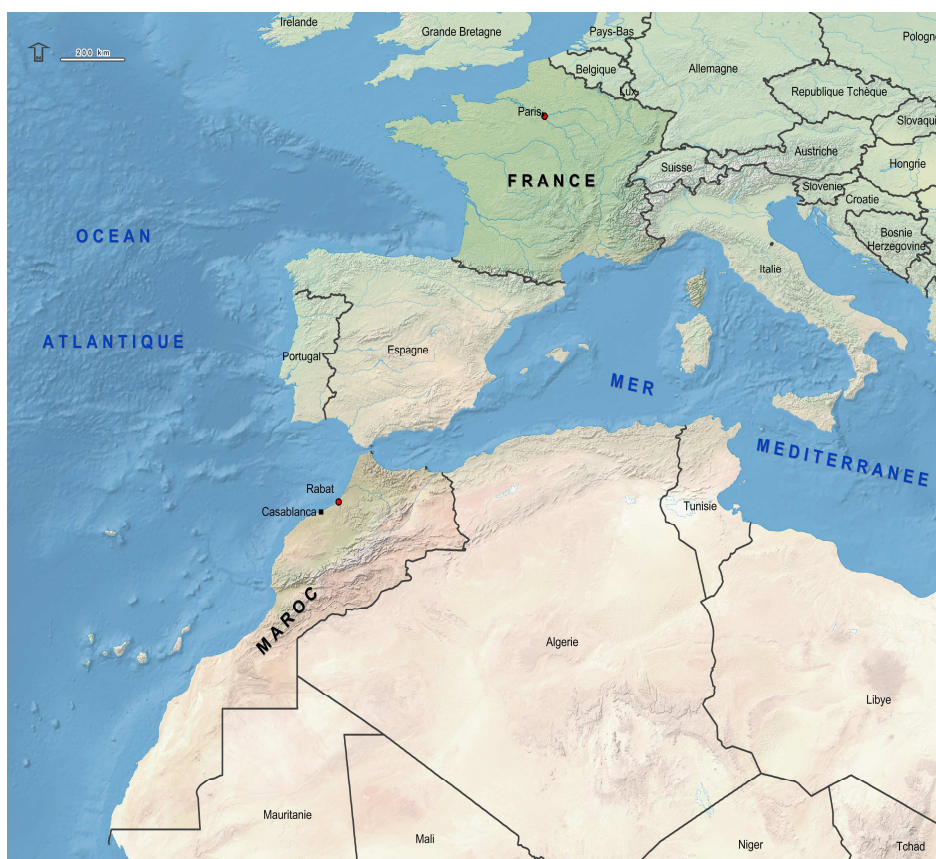 Irlande
Grande Bretagne
Pays-Bas
Pologne
200 km
Belgique
Allemagne
Lux.
Republique Tchèque
Paris
Slovaqui
Austriche
Suisse
Hongrie
FRANCE
Slovenie
Croatie
OCEAN
Bosnie
Herzegovine
Italie
ATLANTIQUE
Portugal
Espagne
MER
MEDITERRANEE
Rabat
Casablanca
Tunisie
MAROC
Algerie
Libye
Mauritanie
Mali
Niger
Tchad